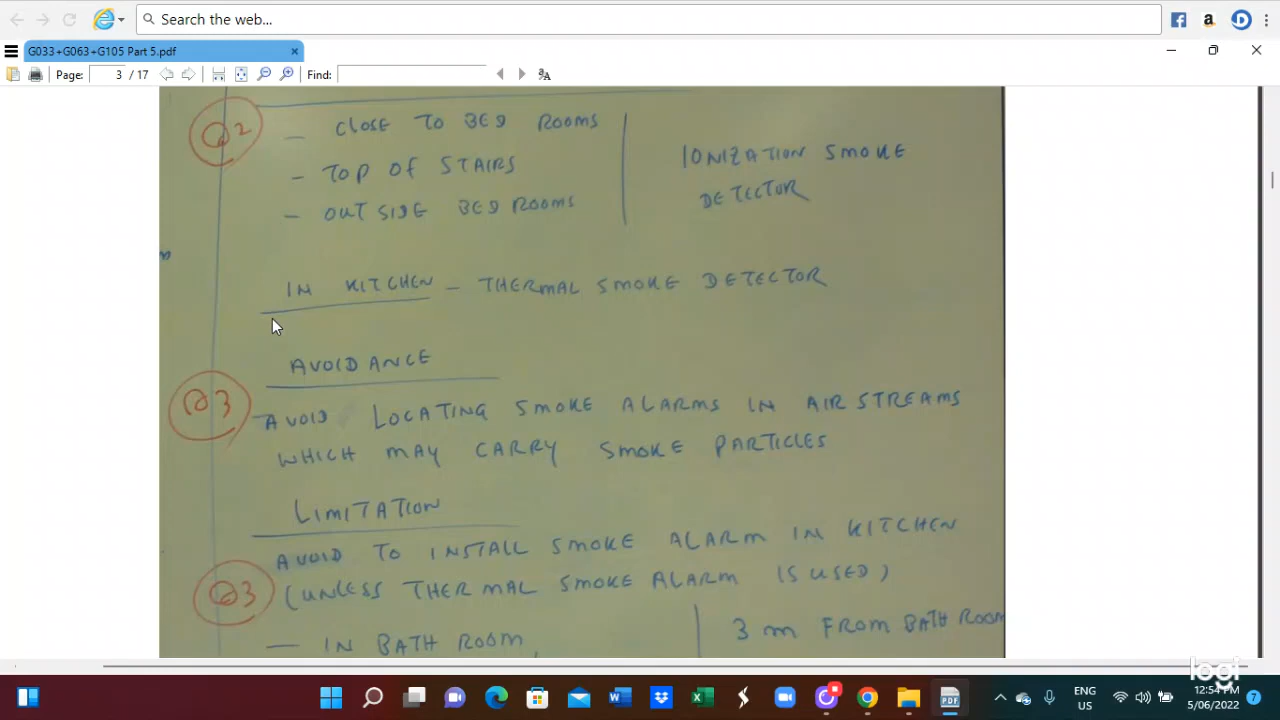 Search the web...
G033+G063+G105 Part 5.pdf
Page: 3 / 17 Find:
Q2
- CLOSE TO BED ROOMS
- TOP OF STAIRS
- OUT SIDE BED ROOMS
IONIZATION SMOKE
DETECTOR
IN KITCHEN - THERMAL SMOKE DETECTOR
AVOIDANCE
Q3
AVOID LOCATING SMOKE ALARMS IN AIR STREAMS
WHICH MAY CARRY SMOKE PARTICLES
LIMITATION
AVOID TO INSTALL SMOKE ALARM IN KITCHEN
Q3
(UNLESS THERMAL SMOKE ALARM IS USED)
- IN BATH ROOM
3 m FROM BATH ROOM
logi
ENG
US
12:54 PM
5/06/2022
7